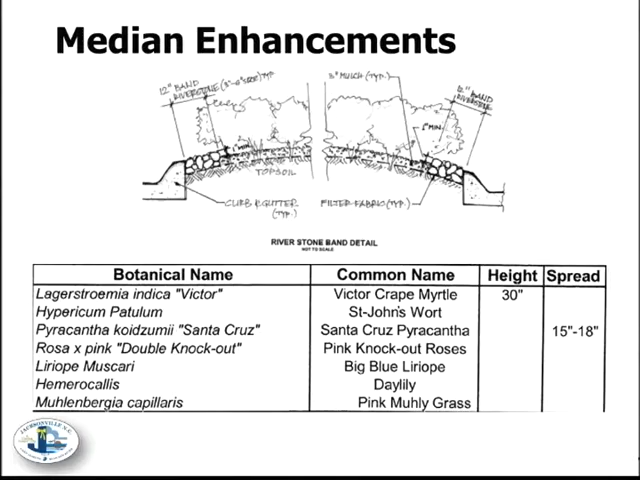 Median Enhancements
12" BAND
RIVERSTONE (3"-6" SIZE) TYP.
3" MULCH (TYP.)
12" BAND
RIVERSTONE
1" MIN.
TOPSOIL
CURB & GUTTER
(TYP.)
FILTER FABRIC (TYP.)
RIVER STONE BAND DETAIL
NOT TO SCALE
Botanical Name Common Name Height Spread
Lagerstroemia indica "Victor" Victor Crape Myrtle 30"
Hypericum Patulum St-John's Wort
Pyracantha koidzumii "Santa Cruz" Santa Cruz Pyracantha 15"-18"
Rosa x pink "Double Knock-out" Pink Knock-out Roses
Liriope Muscari Big Blue Liriope
Hemerocallis Daylily
Muhlenbergia capillaris Pink Muhly Grass
JACKSONVILLE N.C.